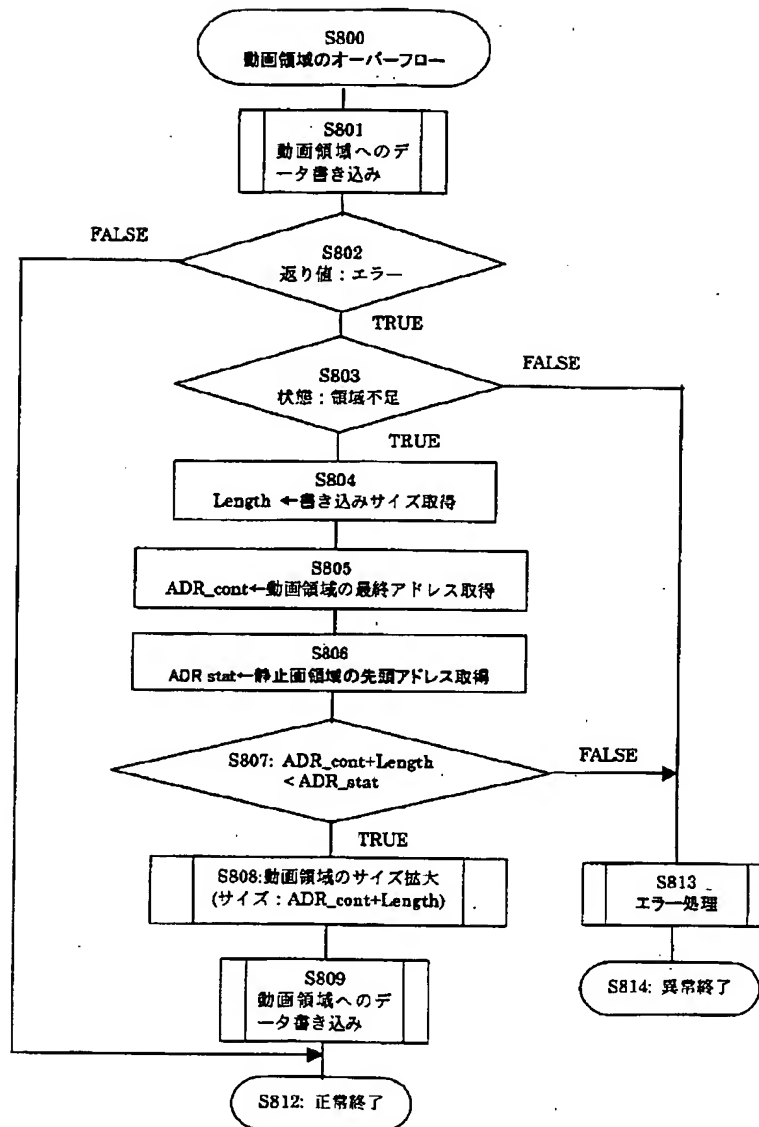 S800
動画領域のオーバーフロー
S801
動画領域へのデ
ータ書き込み
FALSE
S802
返り値：エラー
TRUE
FALSE
S803
状態：領域不足
TRUE
S804
Length ←書き込みサイズ取得
S805
ADR_cont←動画領域の最終アドレス取得
S806
ADR stat←静止画領域の先頭アドレス取得
S807: ADR_cont+Length
< ADR_stat
FALSE
TRUE
S808:動画領域のサイズ拡大
(サイズ：ADR_cont+Length)
S813
エラー処理
S809
動画領域へのデ
ータ書き込み
S814: 異常終了
S812: 正常終了